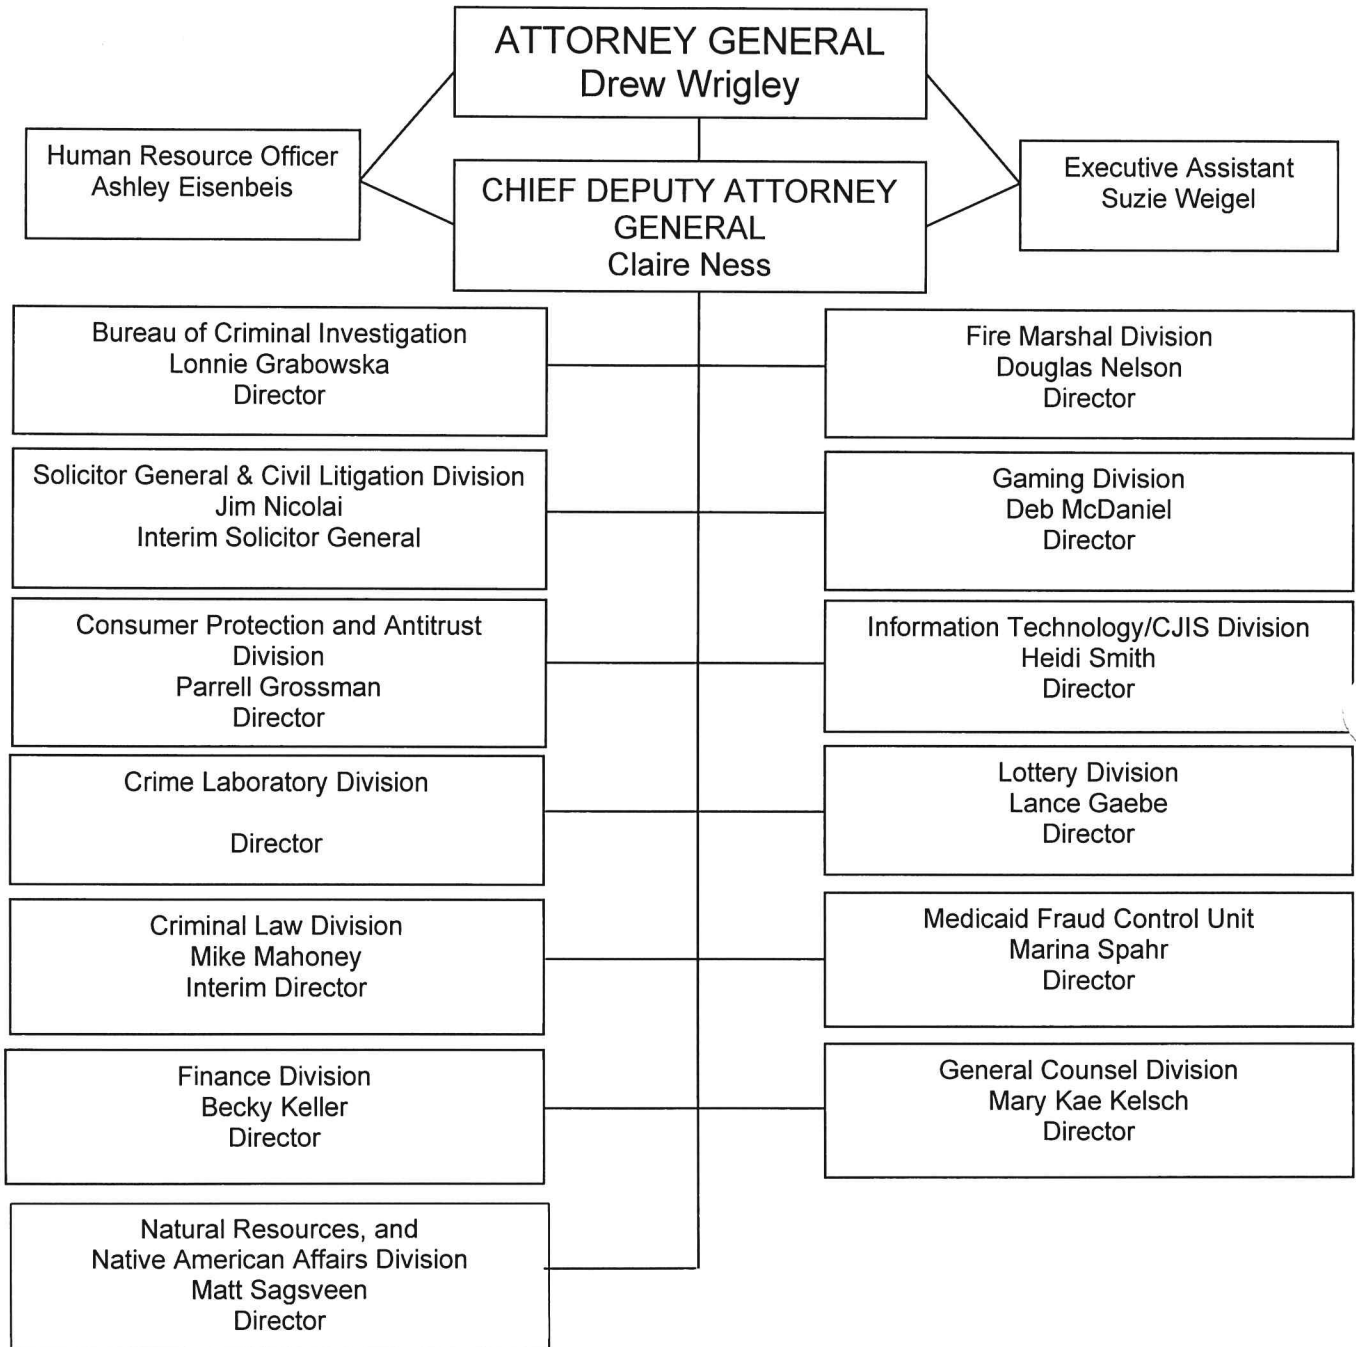 ATTORNEY GENERAL
Drew Wrigley
Human Resource Officer
Ashley Eisenbeis
CHIEF DEPUTY ATTORNEY
GENERAL
Claire Ness
Executive Assistant
Suzie Weigel
Bureau of Criminal Investigation
Lonnie Grabowska
Director
Fire Marshal Division
Douglas Nelson
Director
Solicitor General & Civil Litigation Division
Jim Nicolai
Interim Solicitor General
Gaming Division
Deb McDaniel
Director
Consumer Protection and Antitrust
Division
Parrell Grossman
Director
Information Technology/CJIS Division
Heidi Smith
Director
Crime Laboratory Division
Director
Lottery Division
Lance Gaebe
Director
Criminal Law Division
Mike Mahoney
Interim Director
Medicaid Fraud Control Unit
Marina Spahr
Director
Finance Division
Becky Keller
Director
General Counsel Division
Mary Kae Kelsch
Director
Natural Resources, and
Native American Affairs Division
Matt Sagsveen
Director